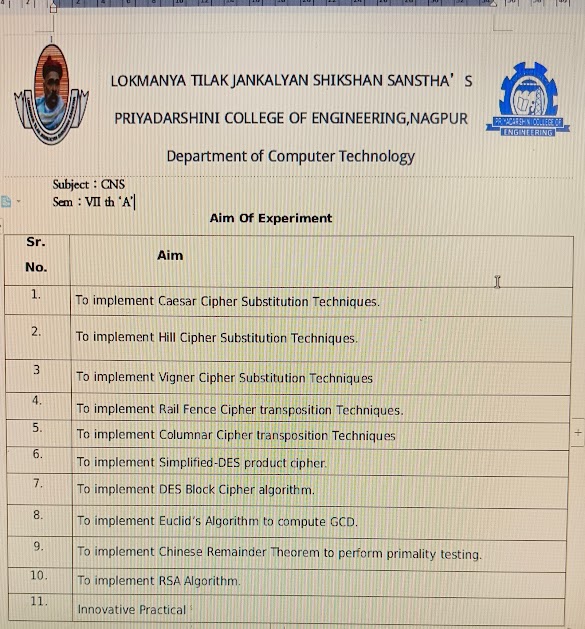 LOKMANYA TILAK JANKALYAN SHIKSHAN SANSTHA'S
PRIYADARSHINI COLLEGE OF ENGINEERING,NAGPUR
Department of Computer Technology
PRIYADARSHINI COLLEGE OF
ENGINEERING
Subject : CNS
Sem : VII th 'A'
Aim Of Experiment
Sr. No. Aim
1. To implement Caesar Cipher Substitution Techniques.
2. To implement Hill Cipher Substitution Techniques.
3 To implement Vigner Cipher Substitution Techniques
4. To implement Rail Fence Cipher transposition Techniques.
5. To implement Columnar Cipher transposition Techniques
6. To implement Simplified-DES product cipher.
7. To implement DES Block Cipher algorithm.
8. To implement Euclid's Algorithm to compute GCD.
9. To implement Chinese Remainder Theorem to perform primality testing.
10. To implement RSA Algorithm.
11. Innovative Practical